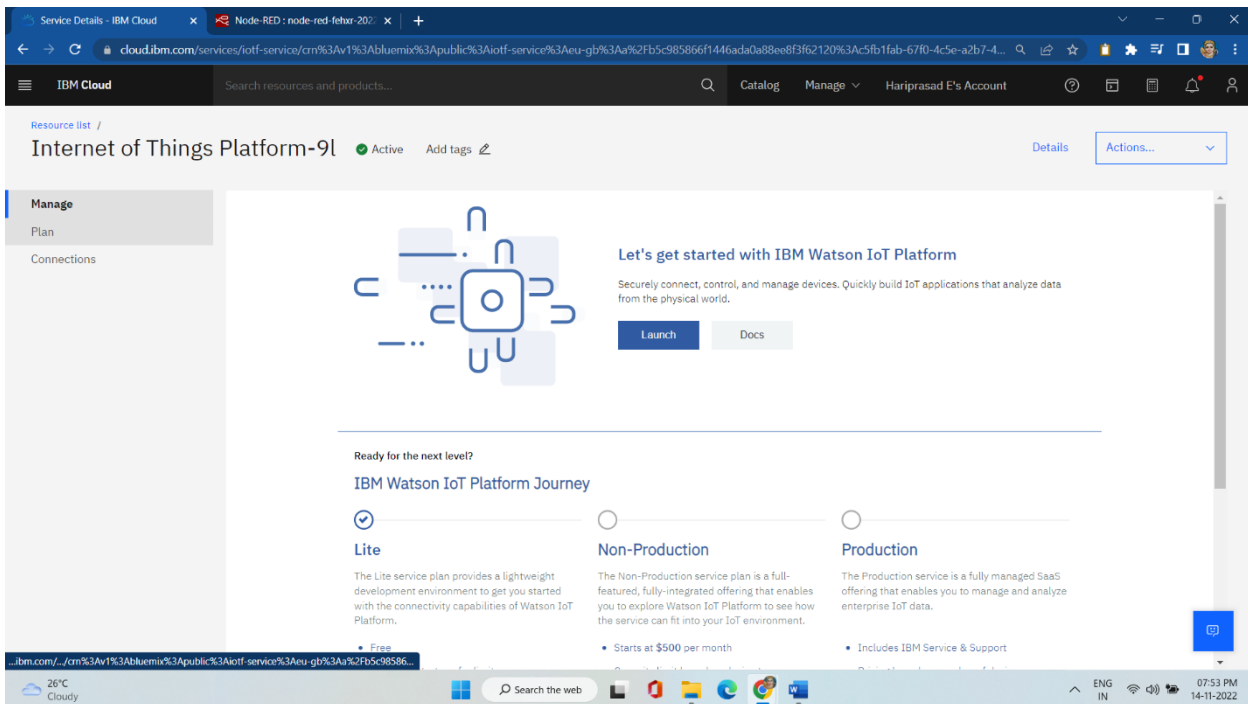 Service Details - IBM Cloud
Node-RED : node-red-fehxr-202
cloud.ibm.com/services/iotf-service/crn%3Av1%3Abluemix%3Apublic%3Aiotf-service%3Aeu-gb%3Aa%2Fb5c985866f1446ada0a88ee8f3f62120%3Ac5fb1fab-67f0-4c5e-a2b7-4...
IBM Cloud
Search resources and products...
Catalog
Manage
Hariprasad E's Account
Resource list /
Internet of Things Platform-9l
Active
Add tags
Details
Actions...
Manage
Plan
Connections
Let's get started with IBM Watson IoT Platform
Securely connect, control, and manage devices. Quickly build IoT applications that analyze data
from the physical world.
Launch
Docs
Ready for the next level?
IBM Watson IoT Platform Journey
Lite
The Lite service plan provides a lightweight
development environment to get you started
with the connectivity capabilities of Watson IoT
Platform.
• Free
Non-Production
The Non-Production service plan is a full-
featured, fully-integrated offering that enables
you to explore Watson IoT Platform to see how
the service can fit into your IoT environment.
• Starts at $500 per month
Production
The Production service is a fully managed SaaS
offering that enables you to manage and analyze
enterprise IoT data.
• Includes IBM Service & Support
...ibm.com/.../crn%3Av1%3Abluemix%3Apublic%3Aiotf-service%3Aeu-gb%3Aa%2Fb5c98586...
26°C
Cloudy
Search the web
ENG
IN
07:53 PM
14-11-2022